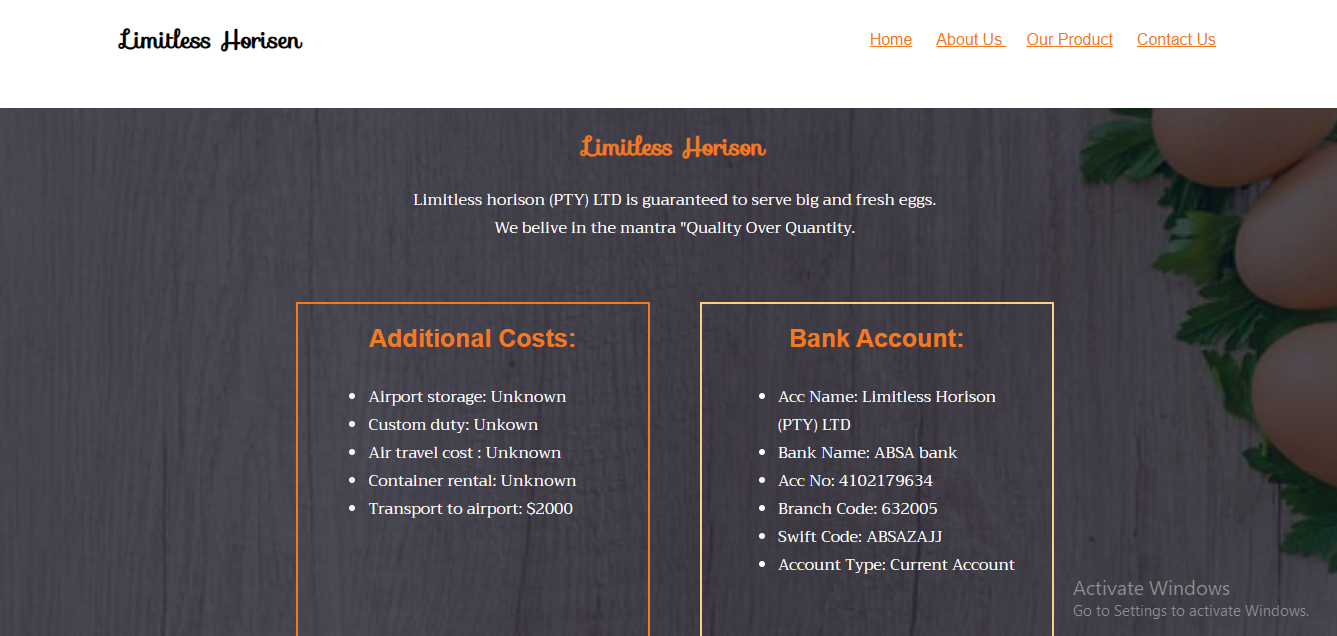 Limitless Horisen
Home About Us Our Product Contact Us
Limitless Horison
Limitless horison (PTY) LTD is guaranteed to serve big and fresh eggs.
We belive in the mantra "Quality Over Quantity.
Additional Costs:
• Airport storage: Unknown
• Custom duty: Unkown
• Air travel cost : Unknown
• Container rental: Unknown
• Transport to airport: $2000
Bank Account:
• Acc Name: Limitless Horison
(PTY) LTD
• Bank Name: ABSA bank
• Acc No: 4102179634
• Branch Code: 632005
• Swift Code: ABSAZAJJ
• Account Type: Current Account
Activate Windows
Go to Settings to activate Windows.